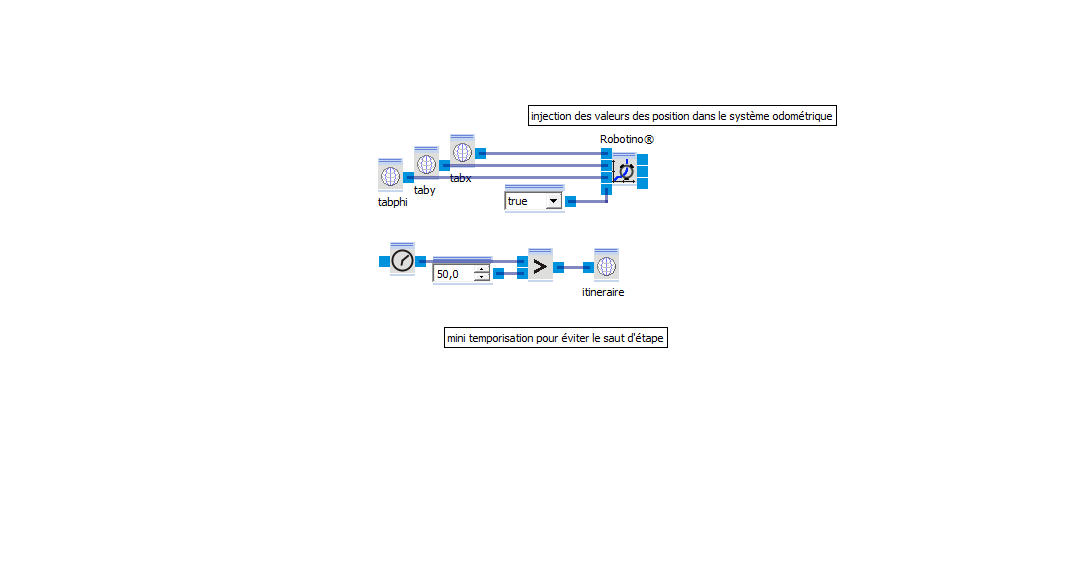 injection des valeurs des position dans le système odométrique
Robotino®
tabx
taby
tabphi
true
50,0
itineraire
mini temporisation pour éviter le saut d'étape